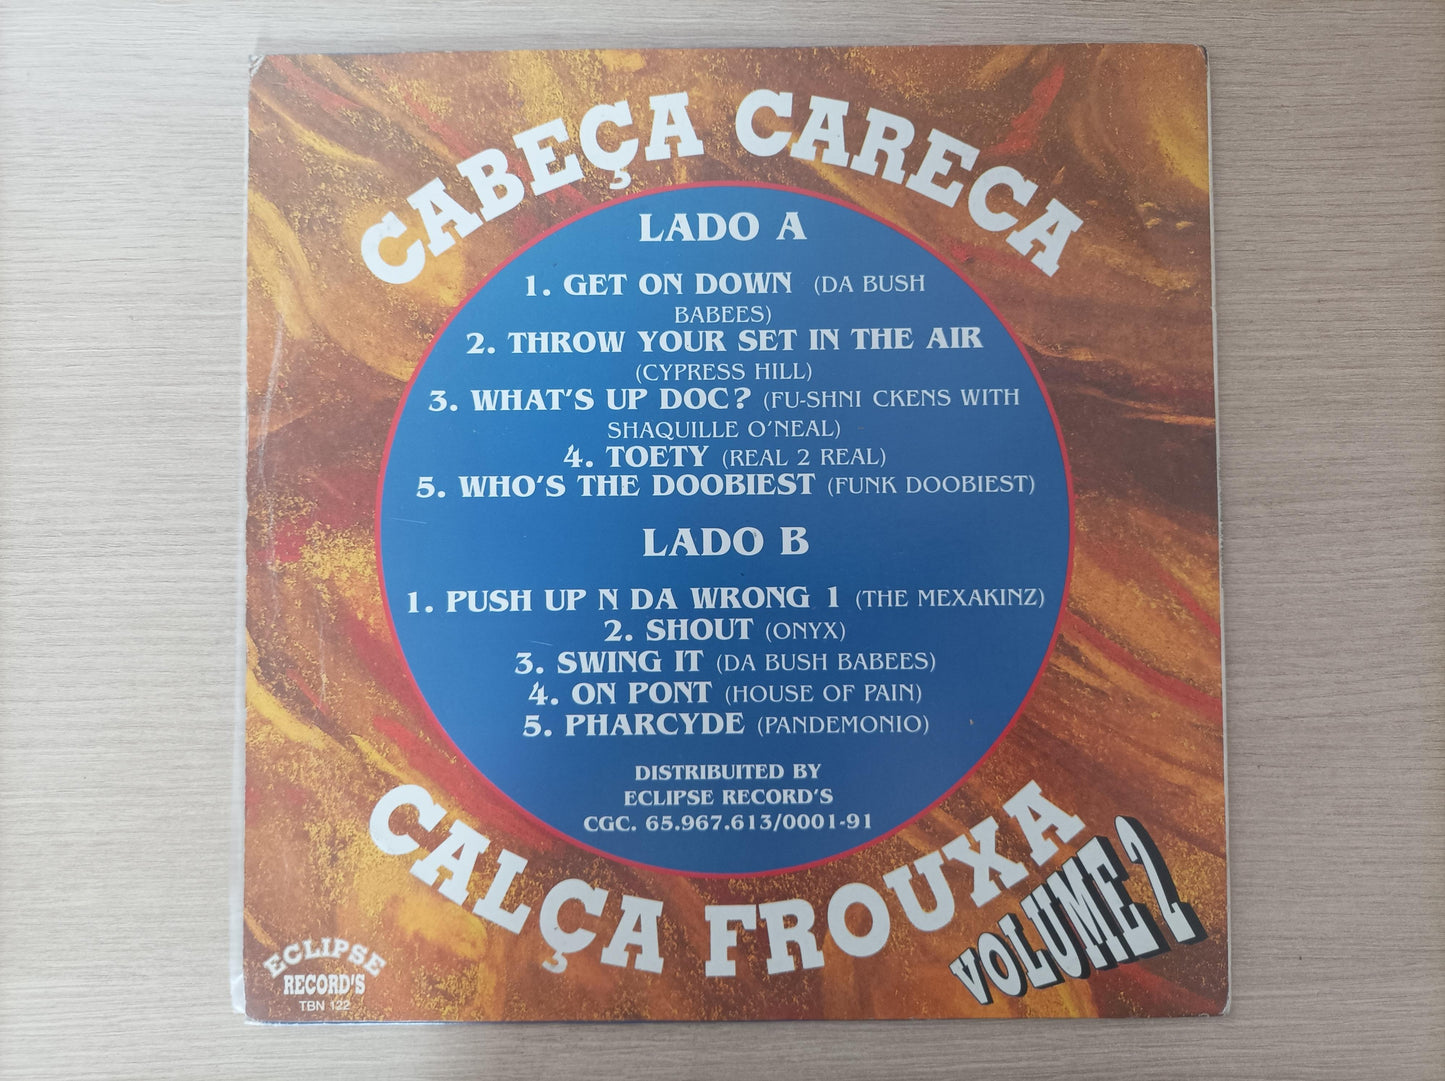 CABEÇA CARECA
LADO A
1. GET ON DOWN (DA BUSH
BABEES)
2. THROW YOUR SET IN THE AIR
(CYPRESS HILL)
3. WHAT'S UP DOC? (FU-SHNI CKENS WITH
SHAQUILLE O'NEAL)
4. TOETY (REAL 2 REAL)
5. WHO'S THE DOOBIEST (FUNK DOOBIEST)
LADO B
1. PUSH UP N DA WRONG 1 (THE MEXAKINZ)
2. SHOUT (ONYX)
3. SWING IT (DA BUSH BABEES)
4. ON PONT (HOUSE OF PAIN)
5. PHARCYDE (PANDEMONIO)
DISTRIBUITED BY
ECLIPSE RECORD'S
CGC. 65.967.613/0001-91
CALÇA FROUXA
VOLUME 2
ECLIPSE
RECORD'S
TBN 122